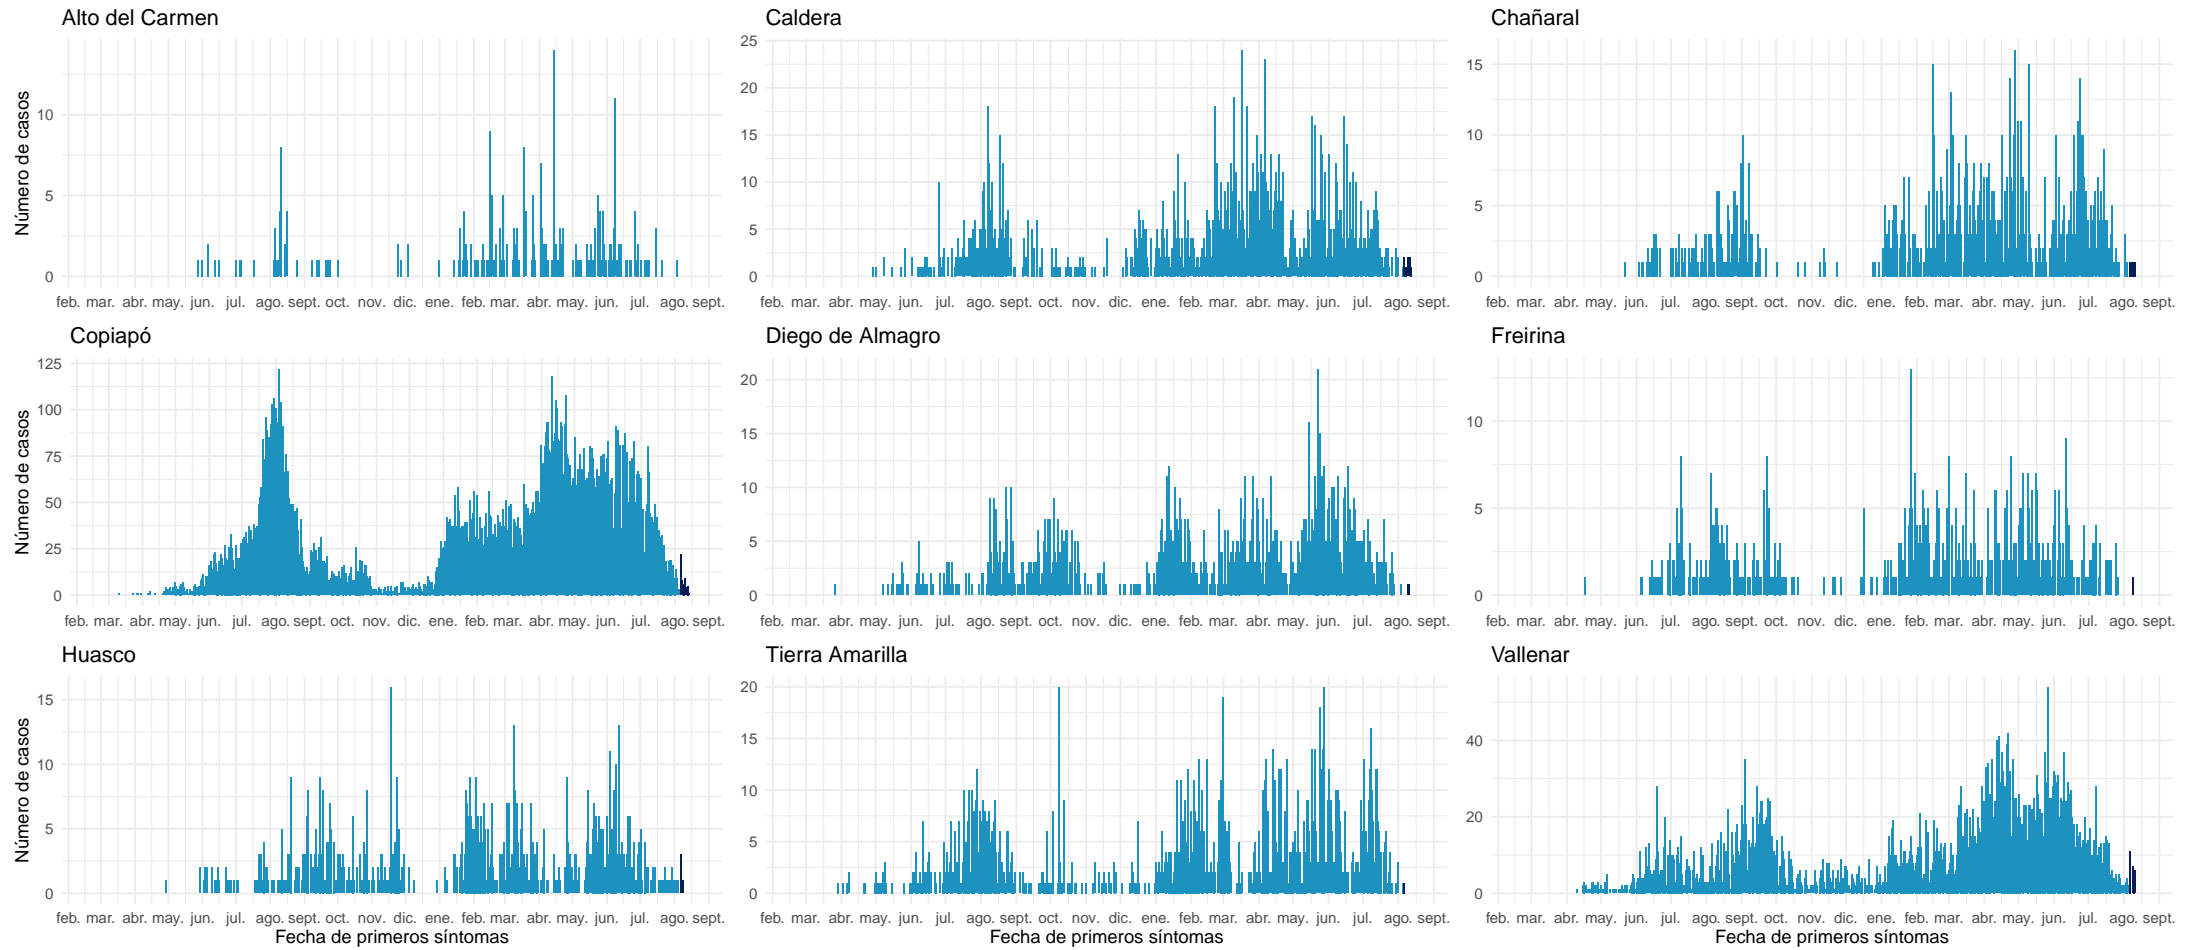 Alto del Carmen
Caldera
Chañaral
Número de casos
10
5
0
25
20
15
10
5
0
15
10
5
0
feb. mar. abr. may. jun. jul. ago. sept. oct. nov. dic. ene. feb. mar. abr. may. jun. jul. ago. sept.
feb. mar. abr. may. jun. jul. ago. sept. oct. nov. dic. ene. feb. mar. abr. may. jun. jul. ago. sept.
feb. mar. abr. may. jun. jul. ago. sept. oct. nov. dic. ene. feb. mar. abr. may. jun. jul. ago. sept.
Copiapó
Diego de Almagro
Freirina
Número de casos
125
100
75
50
25
0
20
15
10
5
0
10
5
0
feb. mar. abr. may. jun. jul. ago. sept. oct. nov. dic. ene. feb. mar. abr. may. jun. jul. ago. sept.
feb. mar. abr. may. jun. jul. ago. sept. oct. nov. dic. ene. feb. mar. abr. may. jun. jul. ago. sept.
feb. mar. abr. may. jun. jul. ago. sept. oct. nov. dic. ene. feb. mar. abr. may. jun. jul. ago. sept.
Huasco
Tierra Amarilla
Vallenar
Número de casos
15
10
5
0
20
15
10
5
0
40
20
0
feb. mar. abr. may. jun. jul. ago. sept. oct. nov. dic. ene. feb. mar. abr. may. jun. jul. ago. sept.
feb. mar. abr. may. jun. jul. ago. sept. oct. nov. dic. ene. feb. mar. abr. may. jun. jul. ago. sept.
feb. mar. abr. may. jun. jul. ago. sept. oct. nov. dic. ene. feb. mar. abr. may. jun. jul. ago. sept.
Fecha de primeros síntomas
Fecha de primeros síntomas
Fecha de primeros síntomas